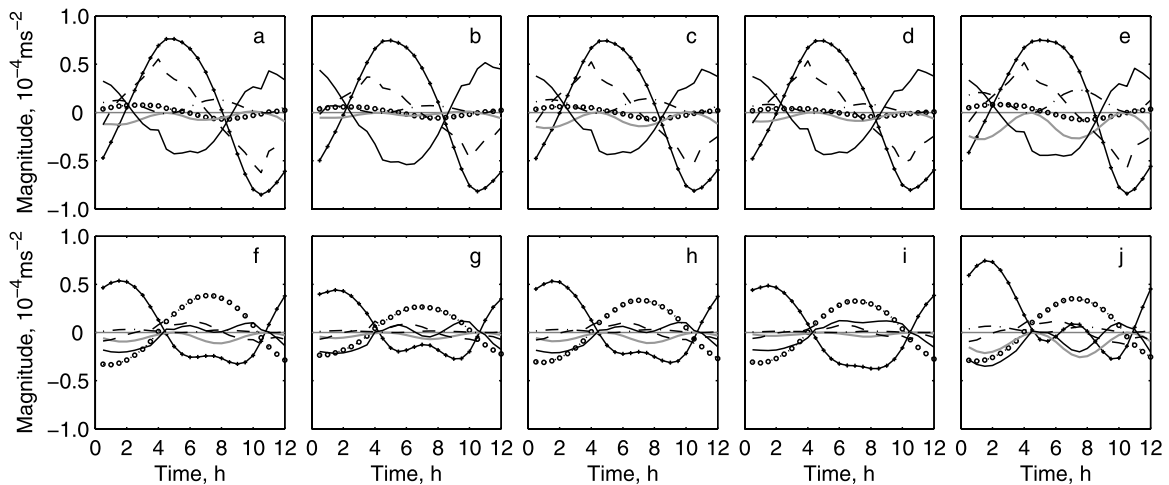 1.0
0.5
0
−0.5
−1.0
Magnitude, 10⁻⁴ms⁻²
a
b
c
d
e
1.0
0.5
0
−0.5
−1.0
Magnitude, 10⁻⁴ms⁻²
f
g
h
i
j
0 2 4 6 8 10 12 0 2 4 6 8 10 12 0 2 4 6 8 10 12 0 2 4 6 8 10 12 0 2 4 6 8 10 12
Time, h Time, h Time, h Time, h Time, h